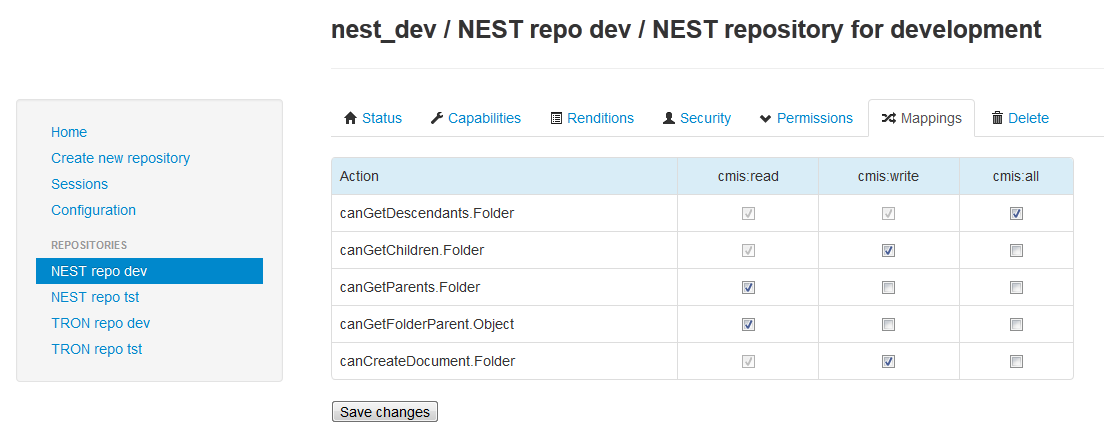 nest_dev / NEST repo dev / NEST repository for development
Home
Create new repository
Sessions
Configuration
REPOSITORIES
NEST repo dev
NEST repo tst
TRON repo dev
TRON repo tst
Status Capabilities Renditions Security Permissions Mappings Delete
Action cmis:read cmis:write cmis:all
canGetDescendants.Folder
canGetChildren.Folder
canGetParents.Folder
canGetFolderParent.Object
canCreateDocument.Folder
Save changes